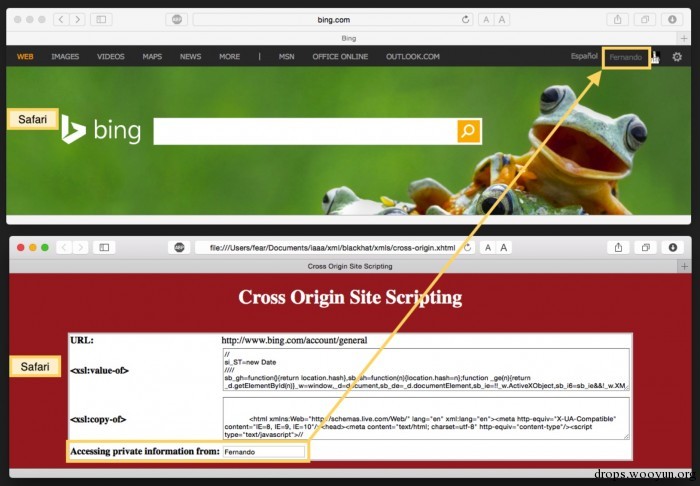 bing.com
A A
Bing
WEB IMAGES VIDEOS MAPS NEWS MORE | MSN OFFICE ONLINE OUTLOOK.COM Español Fernando
Safari
bing
ABP file:///Users/fear/Documents/iaaa/xml/blackhat/xmls/cross-origin.xhtml A A
Cross Origin Site Scripting
Cross Origin Site Scripting
URL: http://www.bing.com/account/general
Safari
<xsl:value-of>
//
si_ST=new Date
////
sb_gh=function(){return location.hash},sb_sh=function(n){location.hash=n};function _ge(n){return
_d.getElementById(n)}_w=window,_d=document,sb_de=_d.documentElement,sb_ie=!!_w.ActiveXObject,sb_i6=sb_ie&&!_w.XM
<xsl:copy-of>
<html xmlns:Web="http://schemas.live.com/Web/" lang="en" xml:lang="en"><meta http-equiv="X-UA-Compatible"
content="IE=8, IE=9, IE=10"/><head><meta content="text/html; charset=utf-8" http-equiv="content-type"/><script
type="text/javascript">//
Accessing private information from: Fernando
drops.wooyun.org